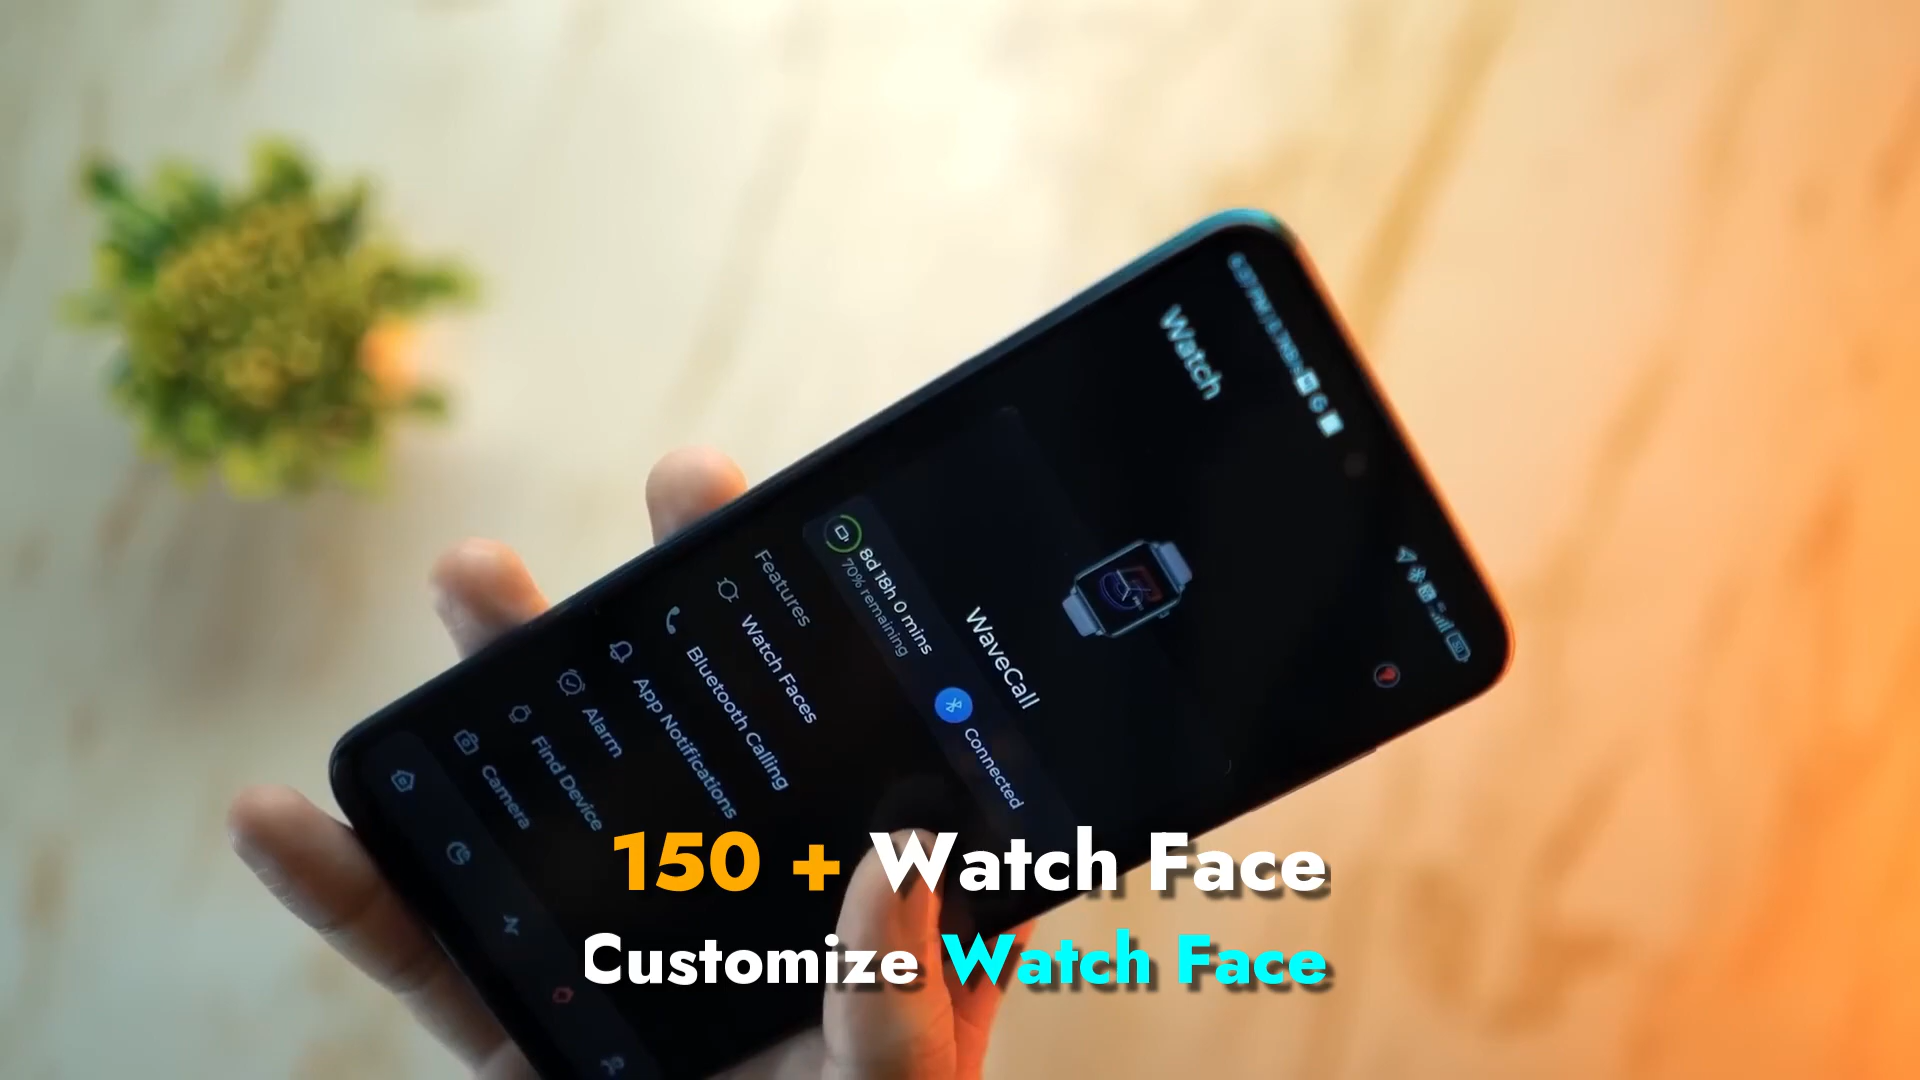 Watch
WaveCall
Connected
8d 18h 0 mins
70% remaining
Features
Watch Faces
Bluetooth Calling
App Notifications
Alarm
Find Device
Camera
150 + Watch Face
Customize Watch Face